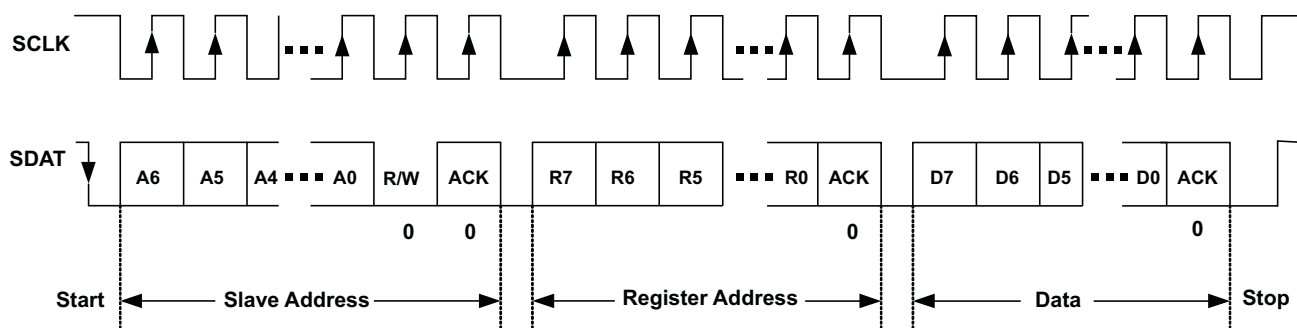 SCLK
SDAT
A6 A5 A4 A0 R/W ACK R7 R6 R5 R0 ACK D7 D6 D5 D0 ACK
0 0 0 0
Start Slave Address Register Address Data Stop